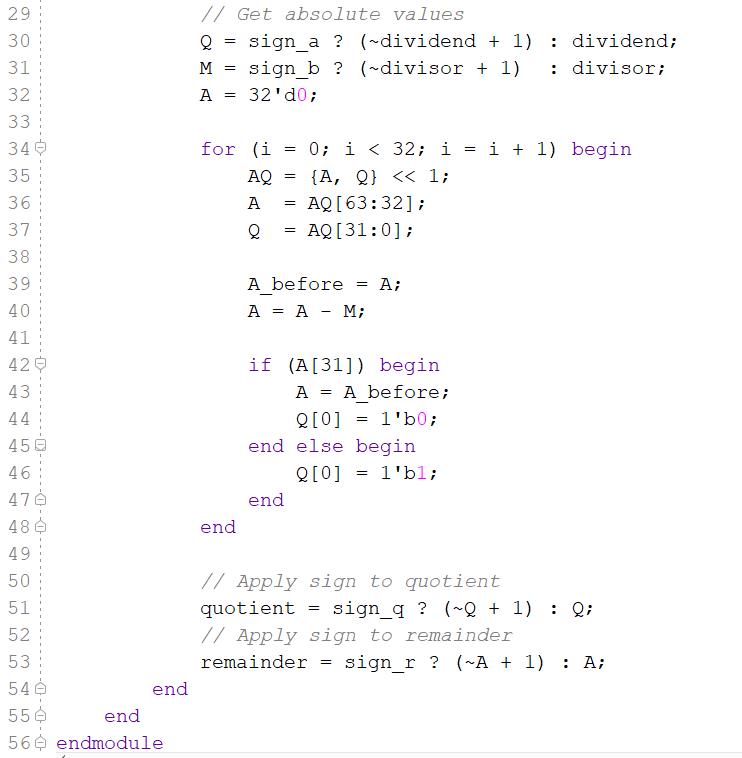 29 // Get absolute values
30 Q = sign_a ? (~dividend + 1) : dividend;
31 M = sign_b ? (~divisor + 1)  : divisor;
32 A = 32'd0;
33
34 for (i = 0; i < 32; i = i + 1) begin
35 AQ = {A, Q} << 1;
36 A  = AQ[63:32];
37 Q  = AQ[31:0];
38
39 A_before = A;
40 A = A - M;
41
42 if (A[31]) begin
43 A = A_before;
44 Q[0] = 1'b0;
45 end else begin
46 Q[0] = 1'b1;
47 end
48 end
49
50 // Apply sign to quotient
51 quotient = sign_q ? (~Q + 1) : Q;
52 // Apply sign to remainder
53 remainder = sign_r ? (~A + 1) : A;
54 end
55 end
56 endmodule